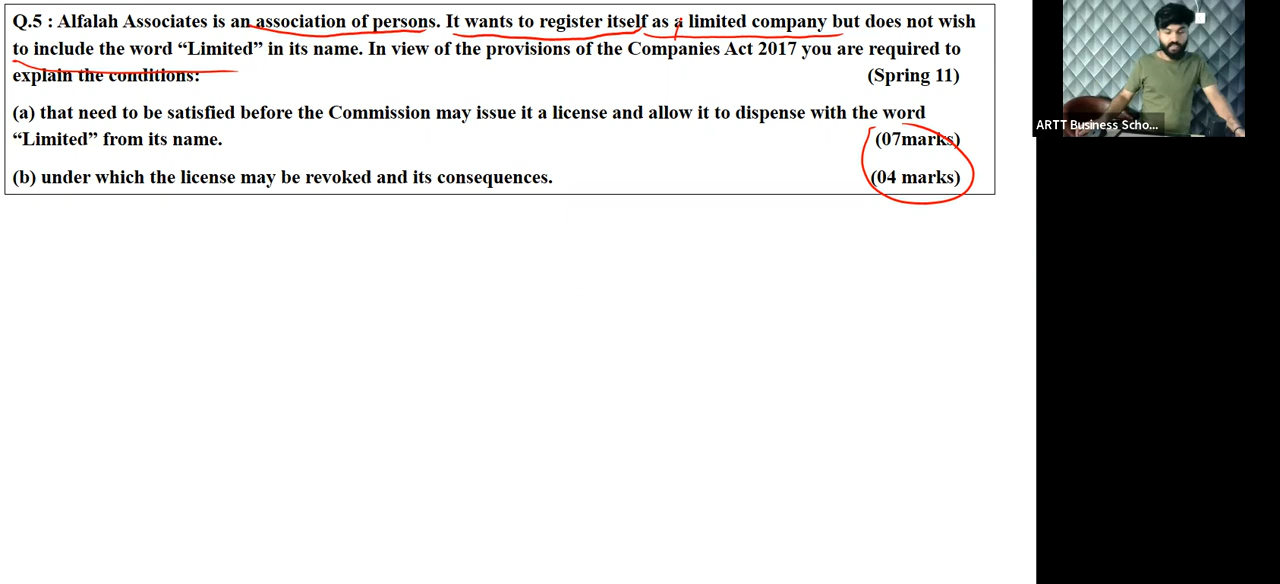 Q.5 : Alfalah Associates is an association of persons. It wants to register itself as a limited company but does not wish
to include the word “Limited” in its name. In view of the provisions of the Companies Act 2017 you are required to
explain the conditions:
(Spring 11)
(a) that need to be satisfied before the Commission may issue it a license and allow it to dispense with the word
“Limited” from its name.
(07marks)
(b) under which the license may be revoked and its consequences.
(04 marks)
ARTT Business Scho...